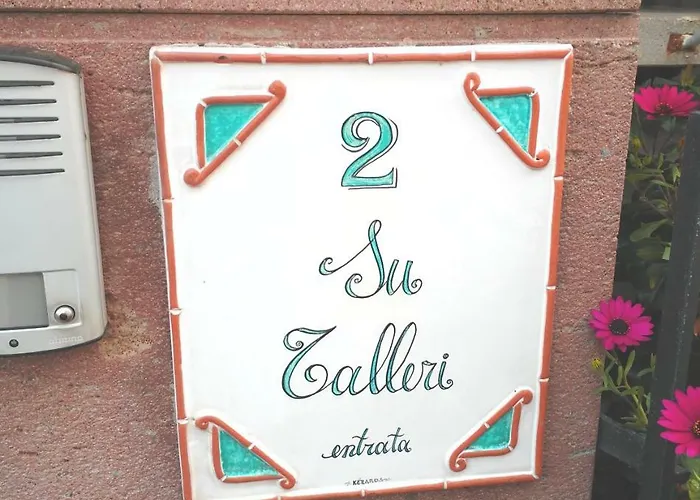 2
Su
Talleri
entrata